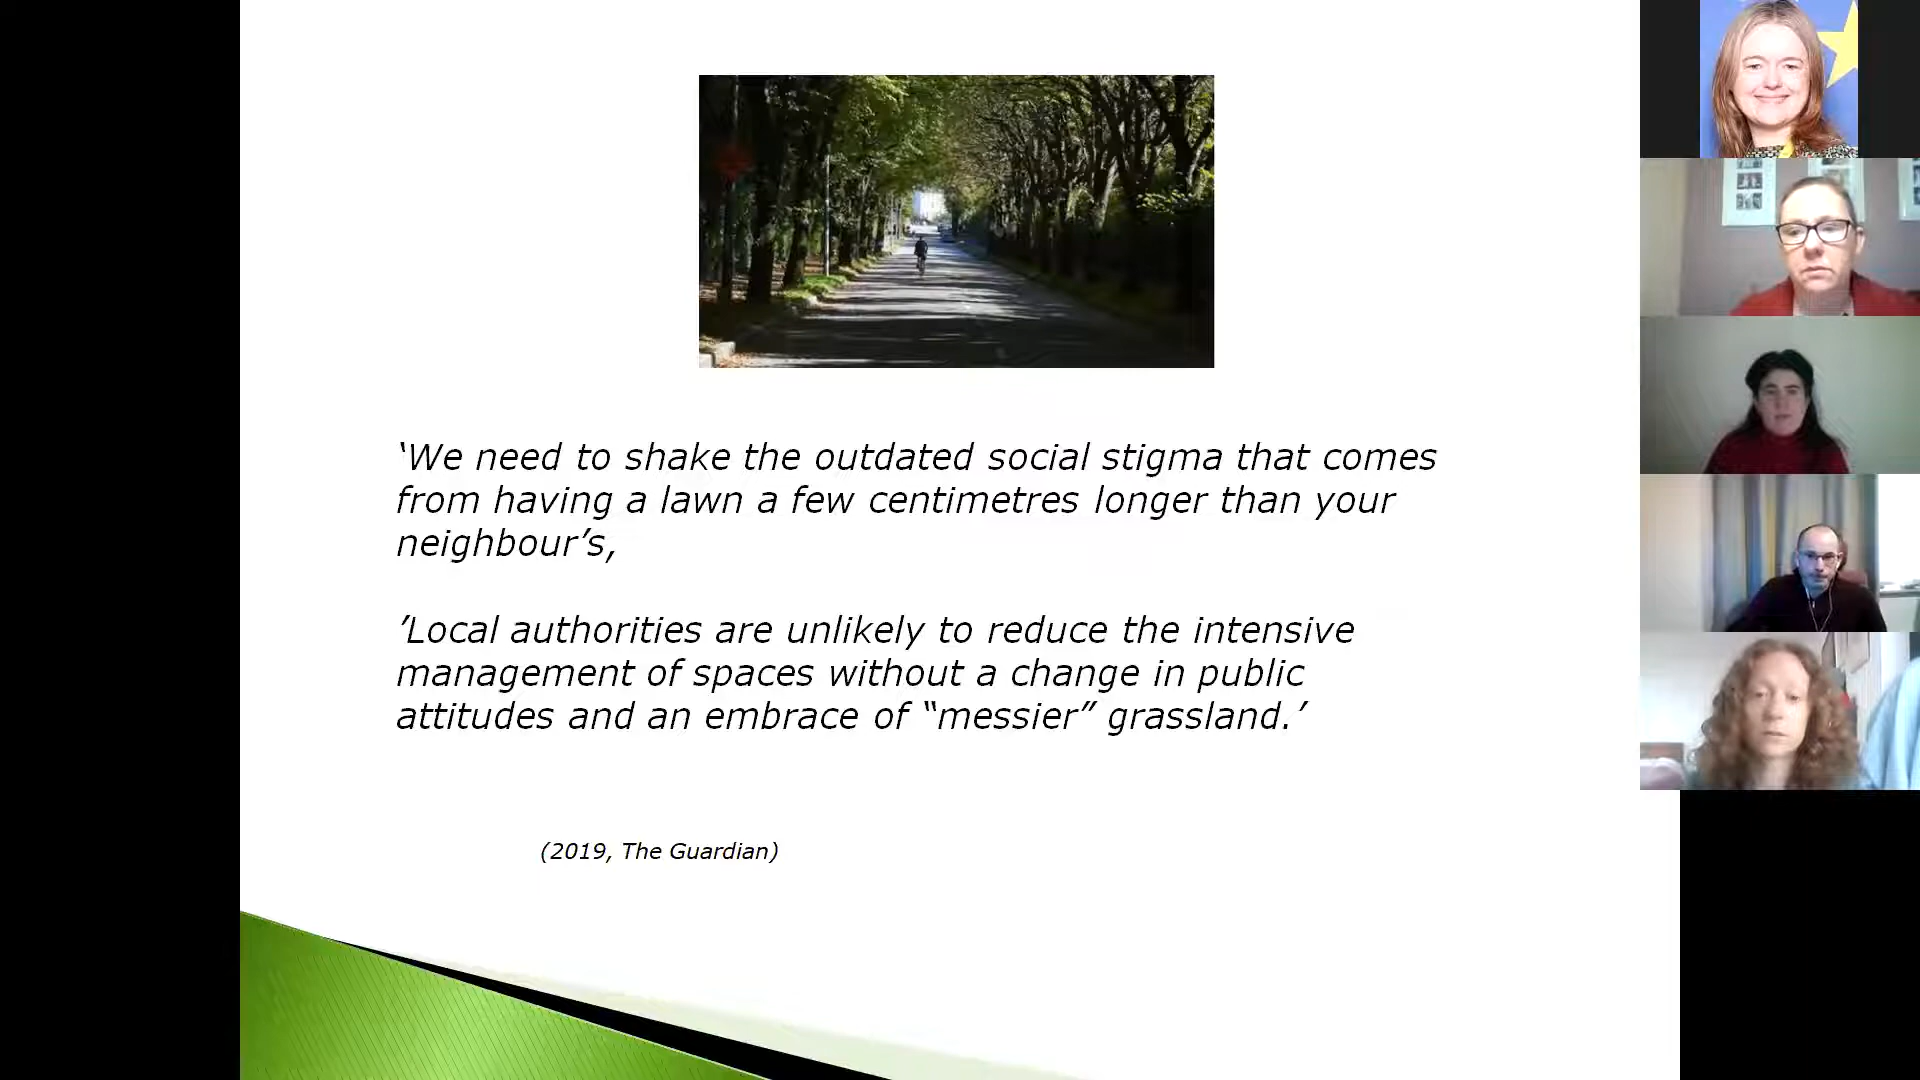 ‘We need to shake the outdated social stigma that comes
from having a lawn a few centimetres longer than your
neighbour’s,
’Local authorities are unlikely to reduce the intensive
management of spaces without a change in public
attitudes and an embrace of “messier” grassland.’
(2019, The Guardian)